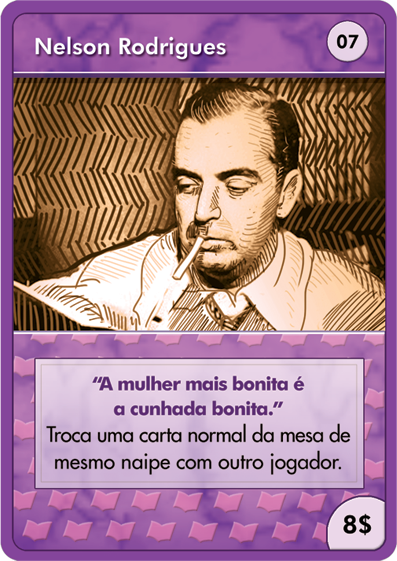 Nelson Rodrigues
07
“A mulher mais bonita é
a cunhada bonita.”
Troca uma carta normal da mesa de
mesmo naipe com outro jogador.
8$